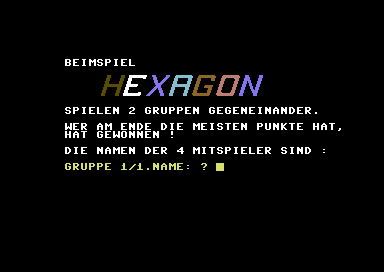 BEIMSPIEL
HEXAGON
SPIELEN 2 GRUPPEN GEGENEINANDER.
WER AM ENDE DIE MEISTEN PUNKTE HAT,
HAT GEWONNEN !
DIE NAMEN DER 4 MITSPIELER SIND :
GRUPPE 1/1.NAME: ?